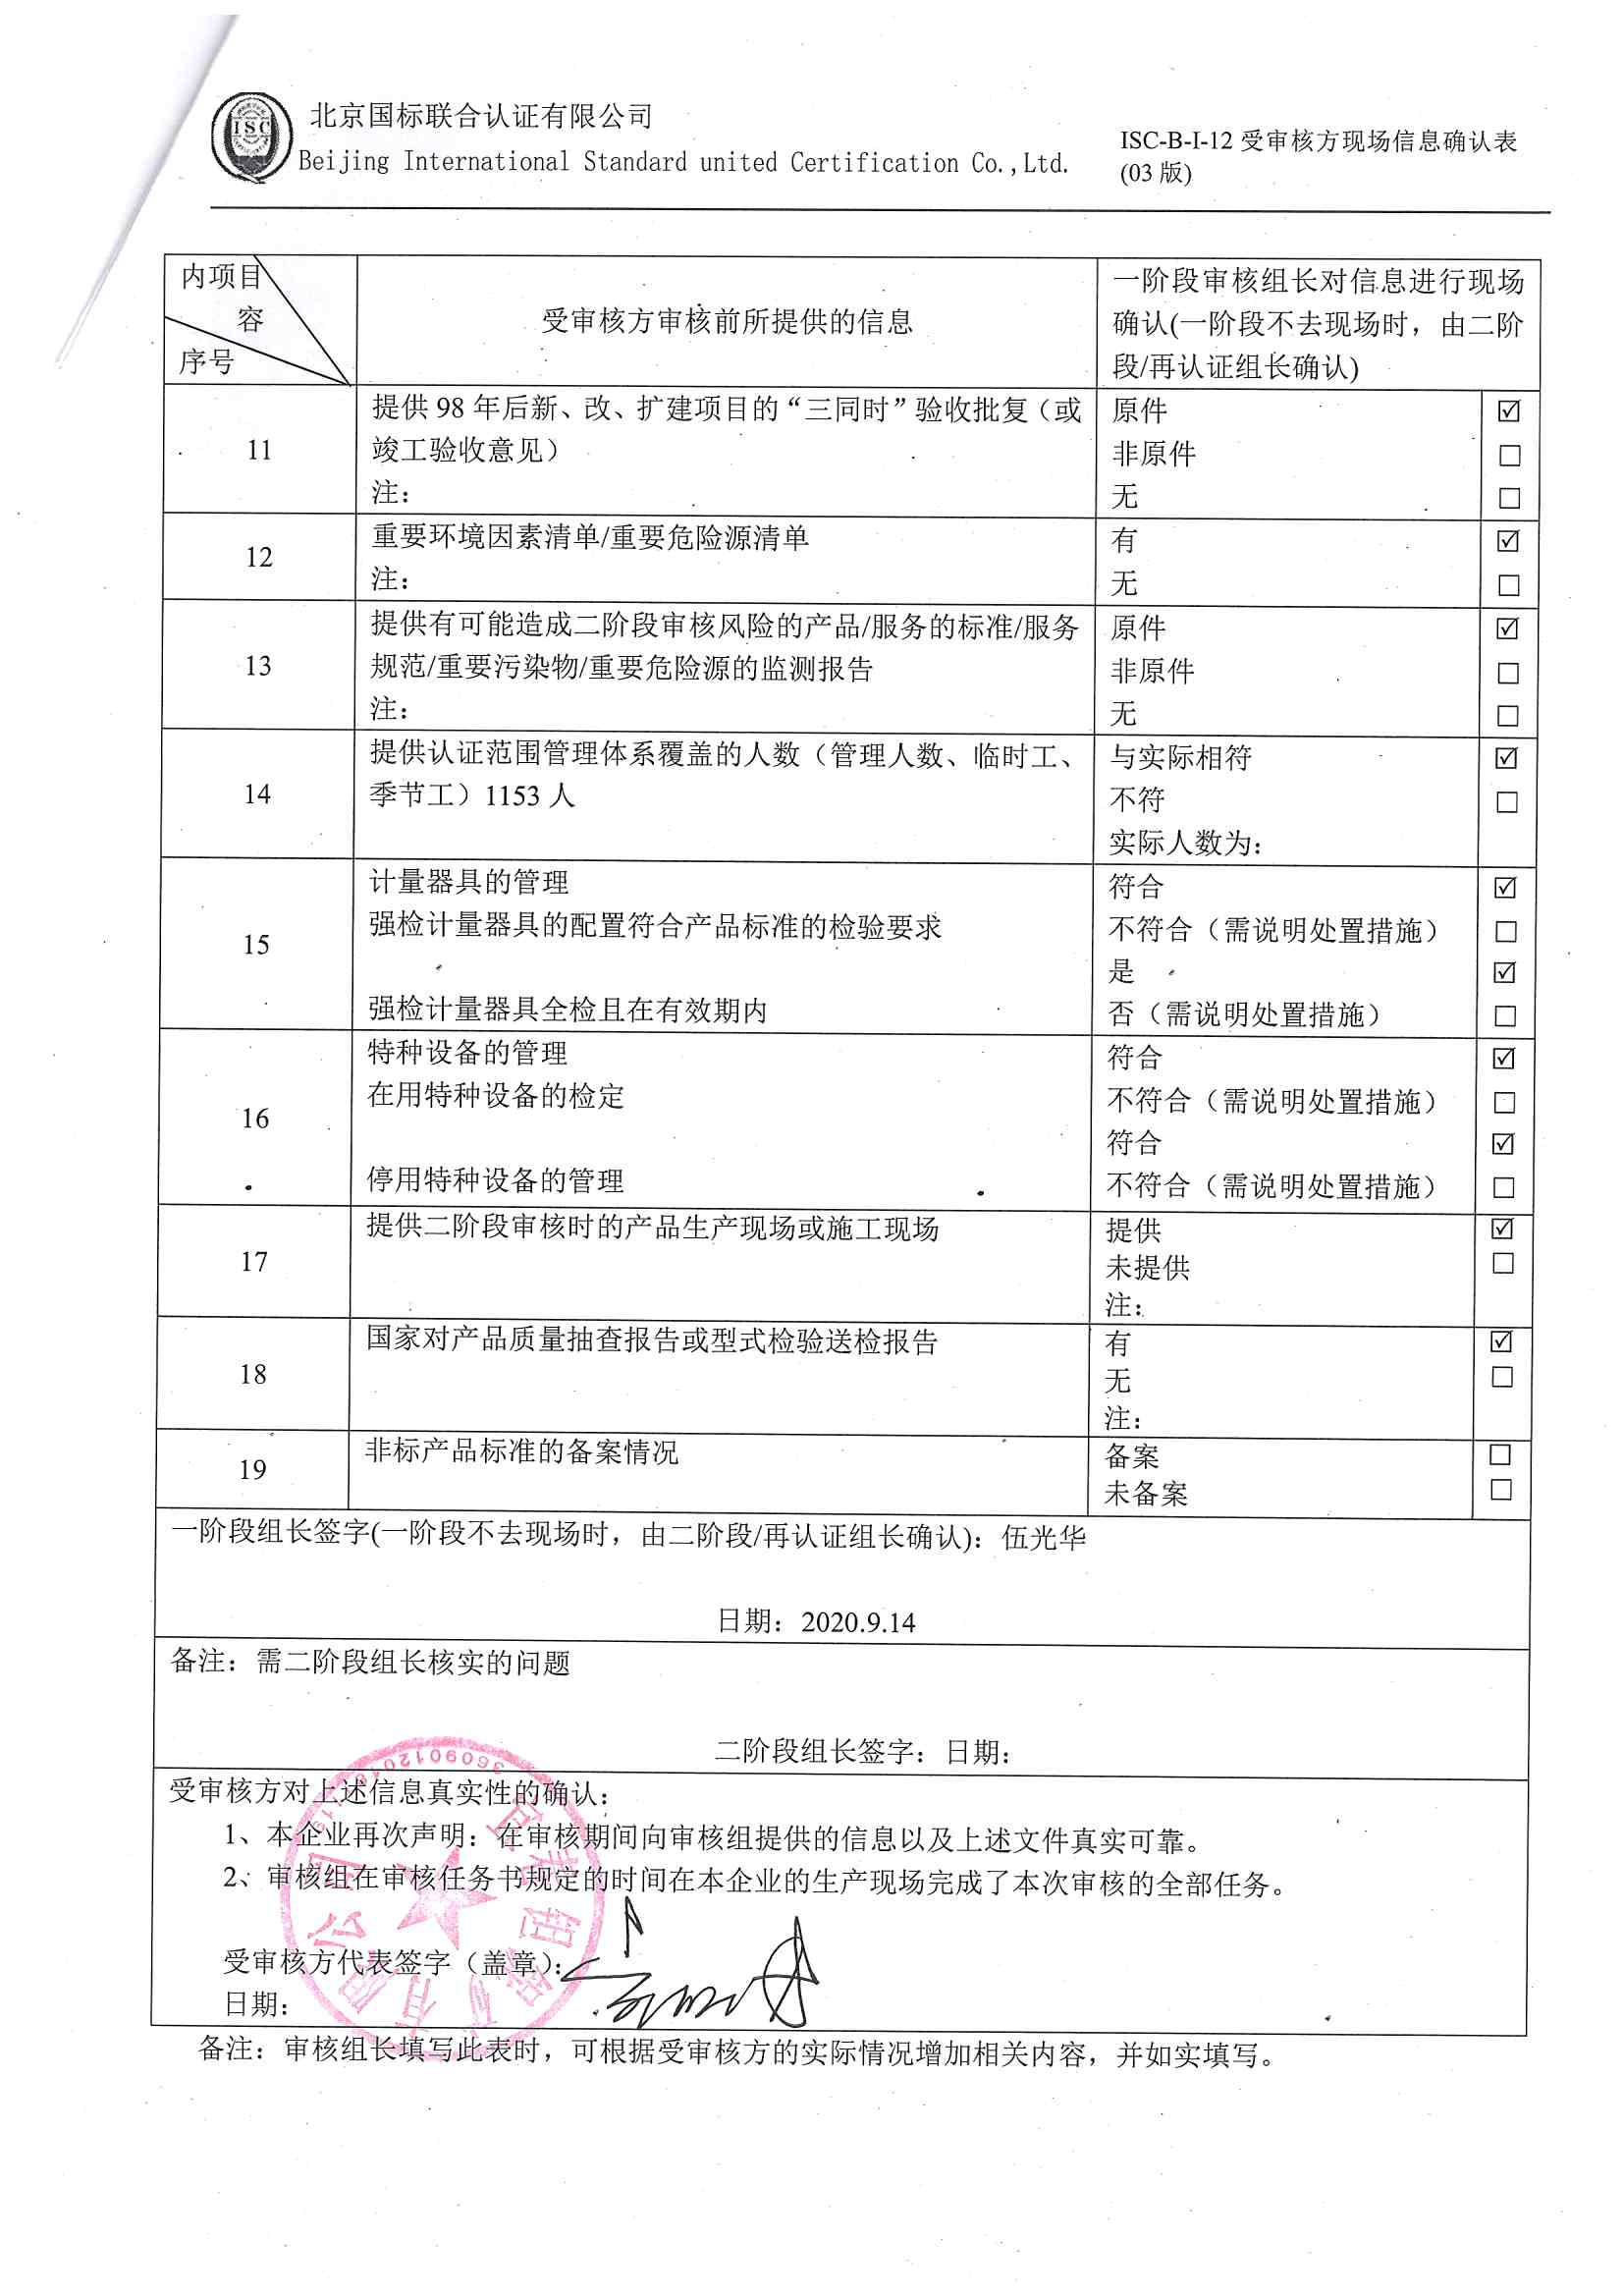 ISC
北京国标联合认证有限公司
Beijing International Standard united Certification Co.,Ltd.
ISC-B-I-12 受审核方现场信息确认表
(03 版)
内项目
容
序号
受审核方审核前所提供的信息
一阶段审核组长对信息进行现场
确认(一阶段不去现场时，由二阶
段/再认证组长确认)
11
提供 98 年后新、改、扩建项目的“三同时”验收批复（或
竣工验收意见）
注：
原件 ☑
非原件 □
无 □
12
重要环境因素清单/重要危险源清单
注：
有 ☑
无 □
13
提供有可能造成二阶段审核风险的产品/服务的标准/服务
规范/重要污染物/重要危险源的监测报告
注：
原件 ☑
非原件 □
无 □
14
提供认证范围管理体系覆盖的人数（管理人数、临时工、
季节工）1153 人
与实际相符 ☑
不符 □
实际人数为：
15
计量器具的管理
强检计量器具的配置符合产品标准的检验要求
强检计量器具全检且在有效期内
符合 ☑
不符合（需说明处置措施） □
是 ☑
否（需说明处置措施） □
16
特种设备的管理
在用特种设备的检定
停用特种设备的管理
符合 ☑
不符合（需说明处置措施） □
符合 ☑
不符合（需说明处置措施） □
17
提供二阶段审核时的产品生产现场或施工现场
提供 ☑
未提供 □
注：
18
国家对产品质量抽查报告或型式检验送检报告
有 ☑
无 □
注：
19
非标产品标准的备案情况
备案 □
未备案 □
一阶段组长签字(一阶段不去现场时，由二阶段/再认证组长确认)：伍光华
日期：2020.9.14
备注：需二阶段组长核实的问题
二阶段组长签字：日期：
受审核方对上述信息真实性的确认：
1、本企业再次声明：在审核期间向审核组提供的信息以及上述文件真实可靠。
2、审核组在审核任务书规定的时间在本企业的生产现场完成了本次审核的全部任务。
受审核方代表签字（盖章）：
日期：
备注：审核组长填写此表时，可根据受审核方的实际情况增加相关内容，并如实填写。